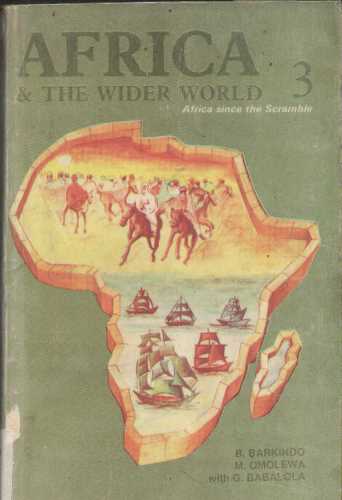 AFRICA
& THE WIDER WORLD 3
Africa since the Scramble
B. BARKINDO
M. OMOLEWA
with G. BABALOLA